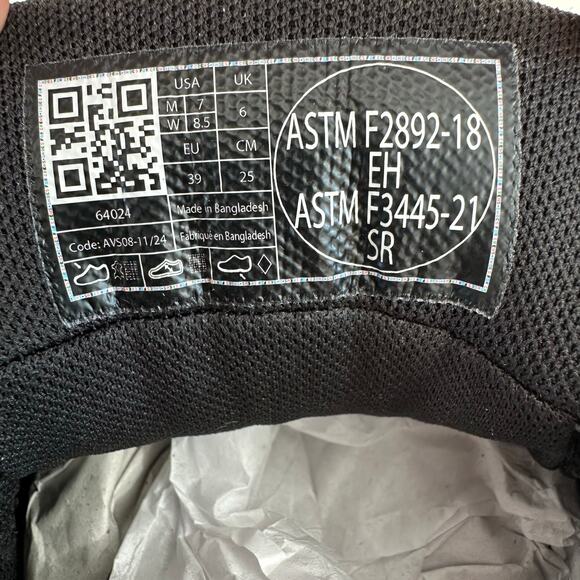 USA UK
M 7 6
W 8.5
EU CM
39 25
64024
Made in Bangladesh
Code: AVS08-11/24
Fabriqué en Bangladesh
ASTM F2892-18
EH
ASTM F3445-21
SR